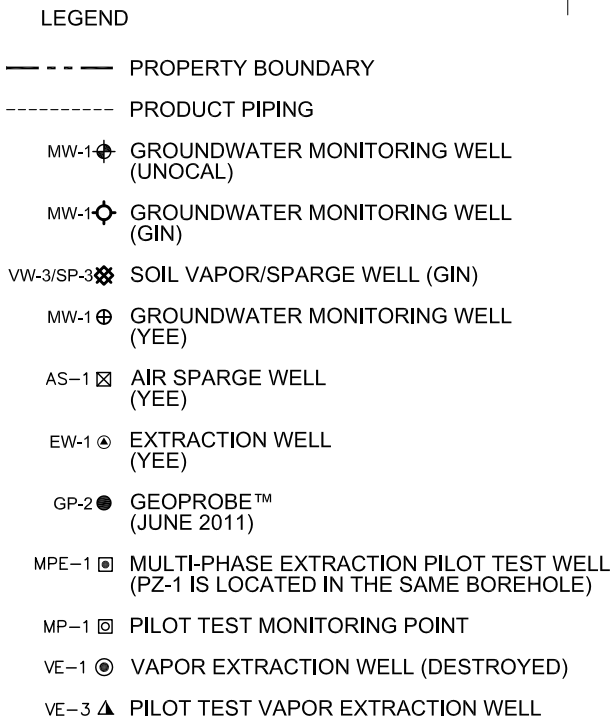 LEGEND
PROPERTY BOUNDARY
PRODUCT PIPING
MW-1 GROUNDWATER MONITORING WELL
(UNOCAL)
MW-1 GROUNDWATER MONITORING WELL
(GIN)
VW-3/SP-3 SOIL VAPOR/SPARGE WELL (GIN)
MW-1 GROUNDWATER MONITORING WELL
(YEE)
AS-1 AIR SPARGE WELL
(YEE)
EW-1 EXTRACTION WELL
(YEE)
GP-2 GEOPROBE™
(JUNE 2011)
MPE-1 MULTI-PHASE EXTRACTION PILOT TEST WELL
(PZ-1 IS LOCATED IN THE SAME BOREHOLE)
MP-1 PILOT TEST MONITORING POINT
VE-1 VAPOR EXTRACTION WELL (DESTROYED)
VE-3 PILOT TEST VAPOR EXTRACTION WELL